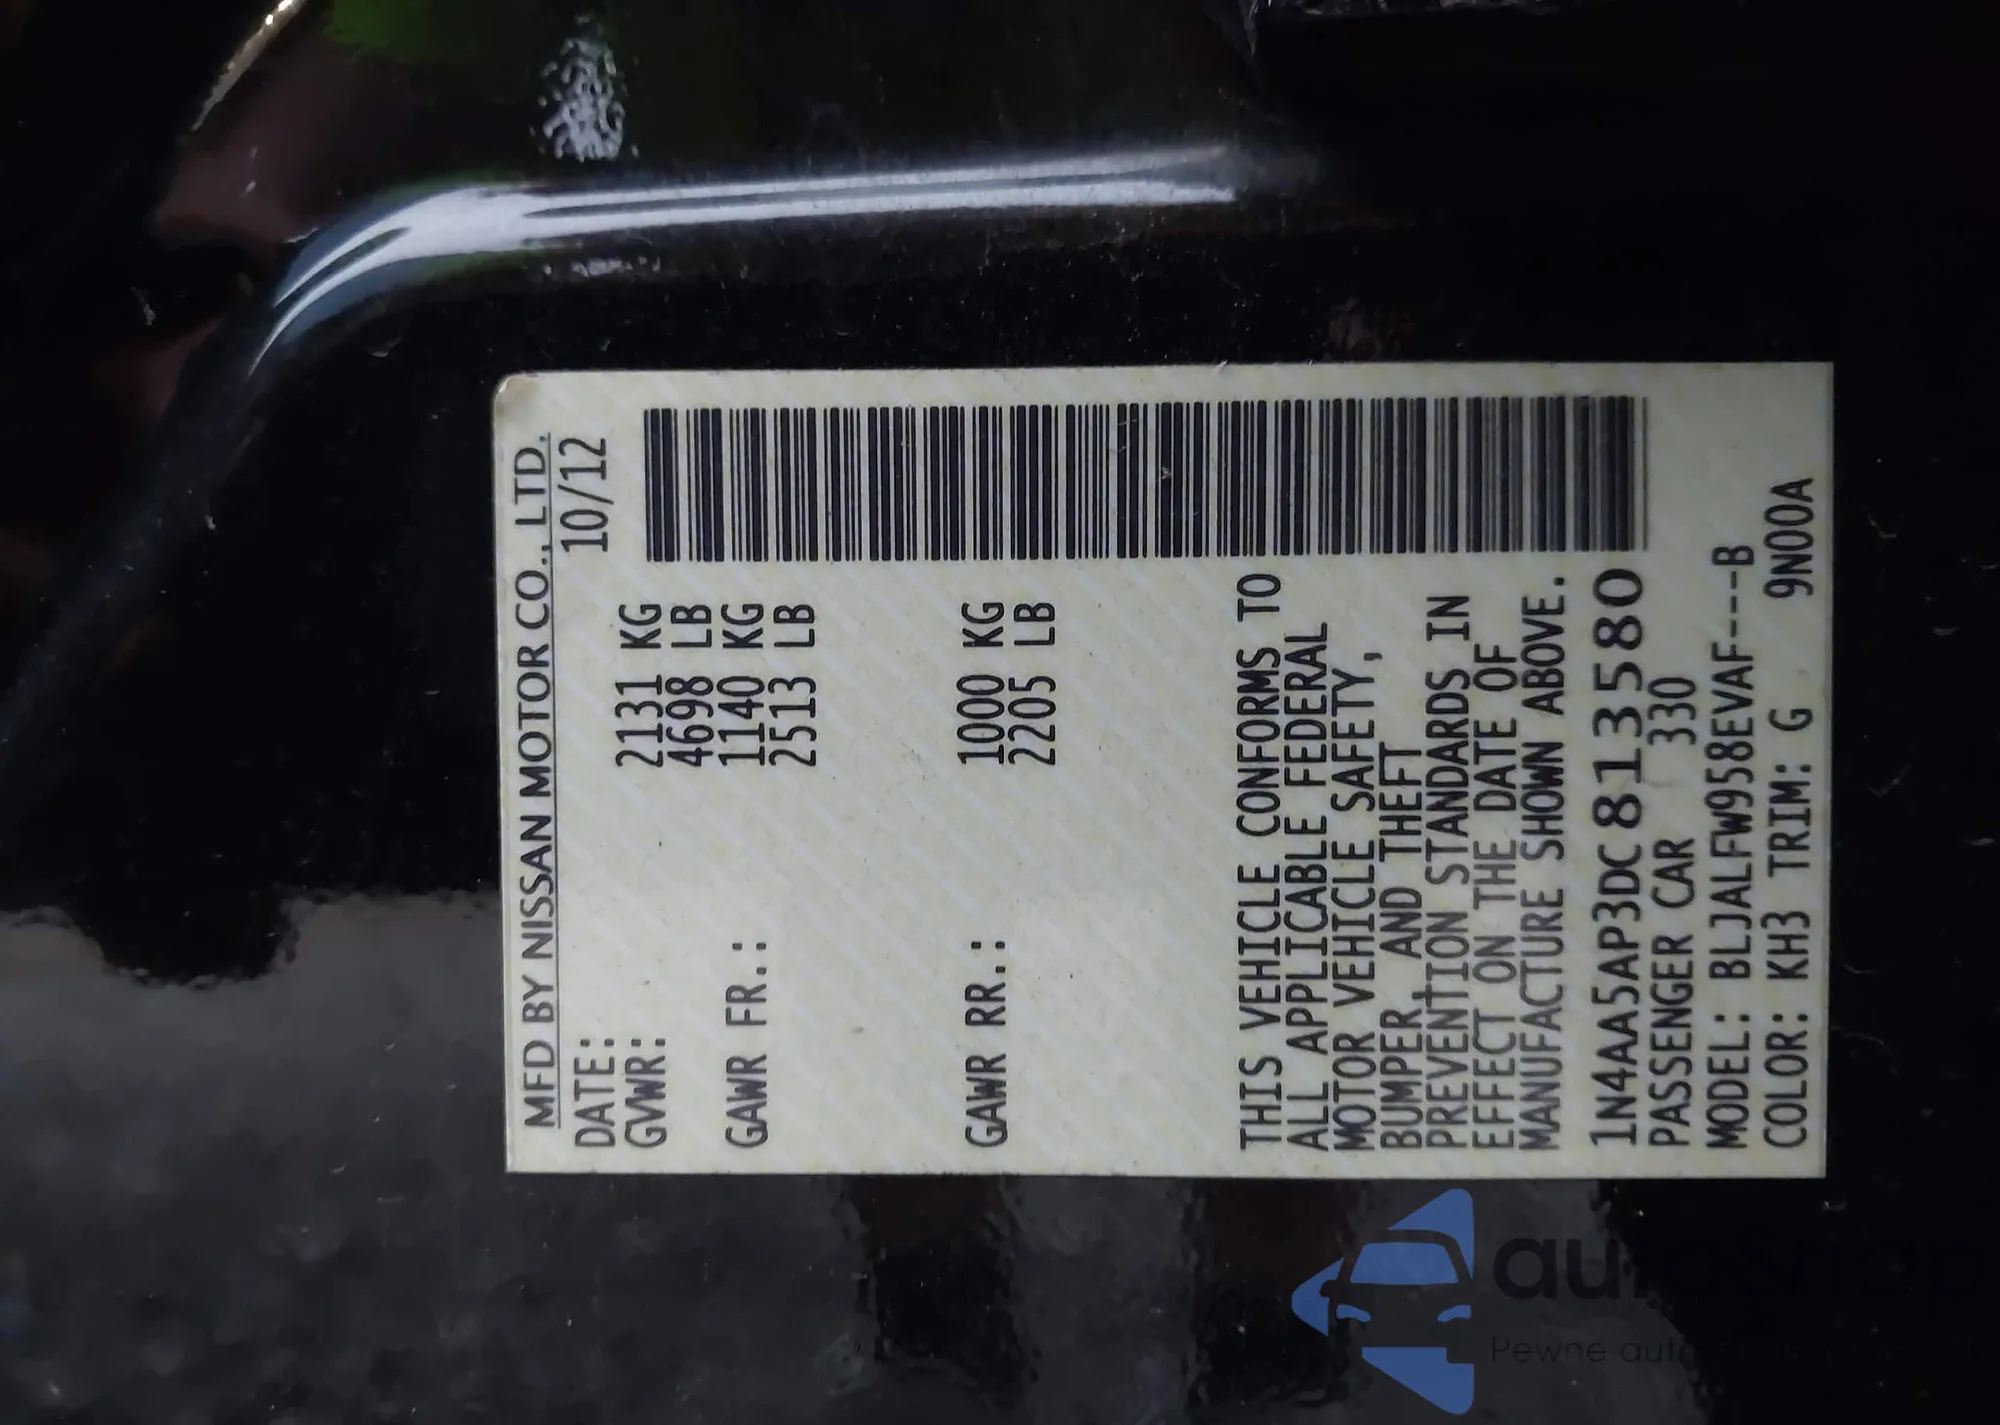 MFD BY NISSAN MOTOR CO., LTD.
DATE: 10/12
GVWR: 2131 KG
4698 LB
GAWR FR.: 1140 KG
2513 LB
GAWR RR.: 1000 KG
2205 LB
THIS VEHICLE CONFORMS TO
ALL APPLICABLE FEDERAL
MOTOR VEHICLE SAFETY,
BUMPER, AND THEFT
PREVENTION STANDARDS IN
EFFECT ON THE DATE OF
MANUFACTURE SHOWN ABOVE.
1N4AA5AP3DC813580
PASSENGER CAR 330
MODEL: BLJALFW958EVAF---B
COLOR: KH3 TRIM: G 9N00A
Pewne